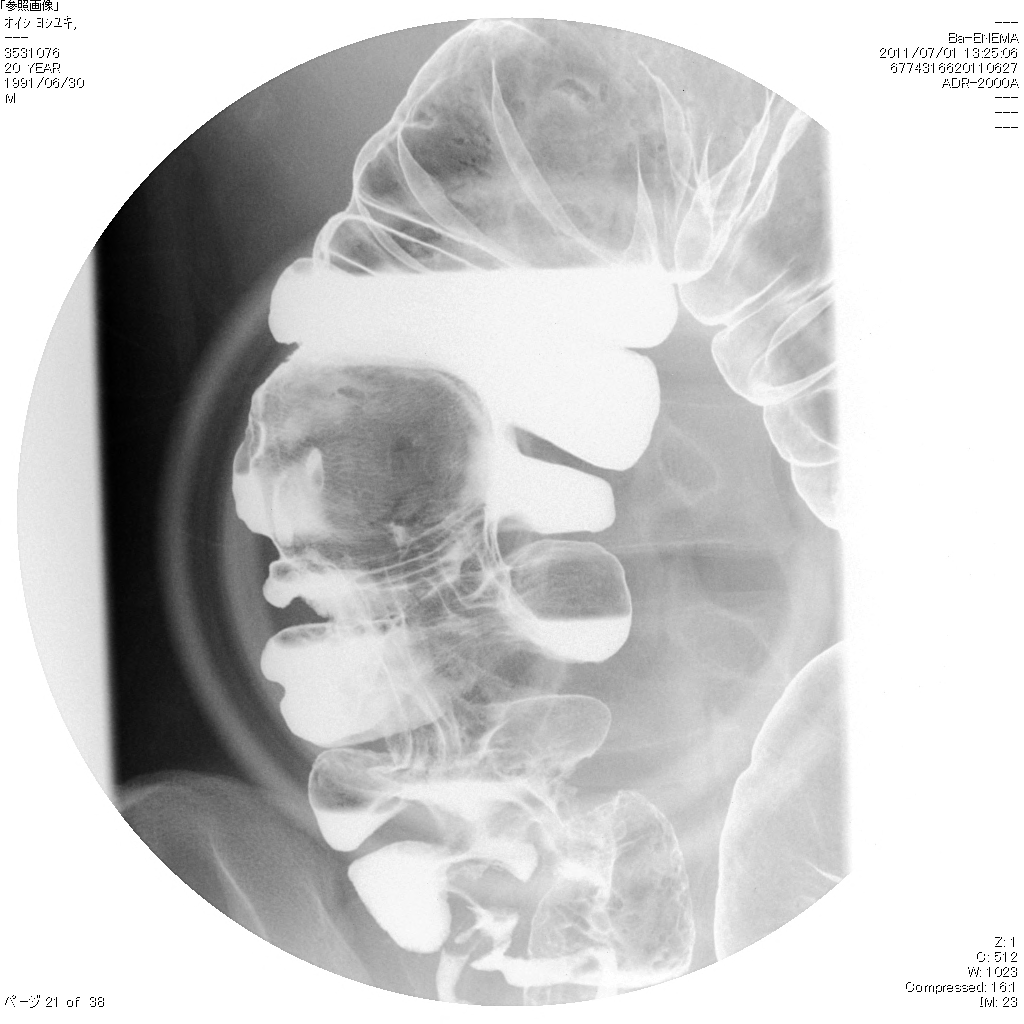 「参照画像」
オイシ ヨシユキ,
---
3531076
20 YEAR
1991/06/30
M
---
Ba-ENEMA
2011/07/01 13:25:06
6774316620110627
ADR-2000A
---
---
---
Z: 1
C: 512
W: 1023
Compressed: 16:1
IM: 23
ページ 21 of 38